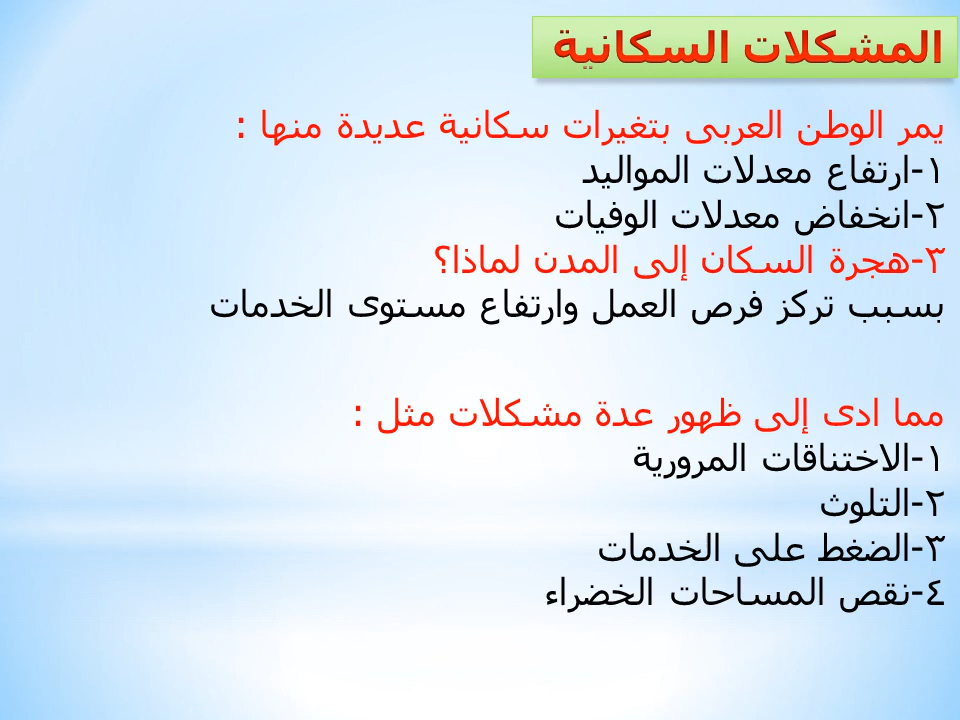 المشكلات السكانية
يمر الوطن العربى بتغيرات سكانية عديدة منها :
١-ارتفاع معدلات المواليد
٢-انخفاض معدلات الوفيات
٣-هجرة السكان إلى المدن لماذا؟
بسبب تركز فرص العمل وارتفاع مستوى الخدمات
مما ادى إلى ظهور عدة مشكلات مثل :
١-الاختناقات المرورية
٢-التلوث
٣-الضغط على الخدمات
٤-نقص المساحات الخضراء